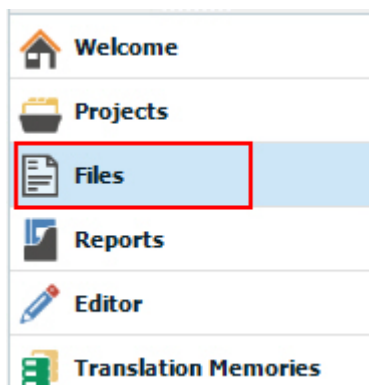 Welcome
Projects
Files
Reports
Editor
Translation Memories